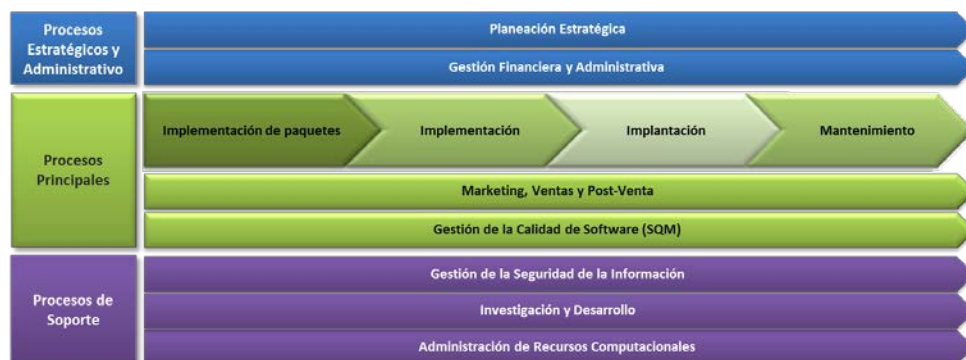 Procesos
Estratégicos y
Administrativo
Planeación Estratégica
Gestión Financiera y Administrativa
Procesos
Principales
Implementación de paquetes
Implementación
Implantación
Mantenimiento
Marketing, Ventas y Post-Venta
Gestión de la Calidad de Software (SQM)
Procesos de
Soporte
Gestión de la Seguridad de la Información
Investigación y Desarrollo
Administración de Recursos Computacionales